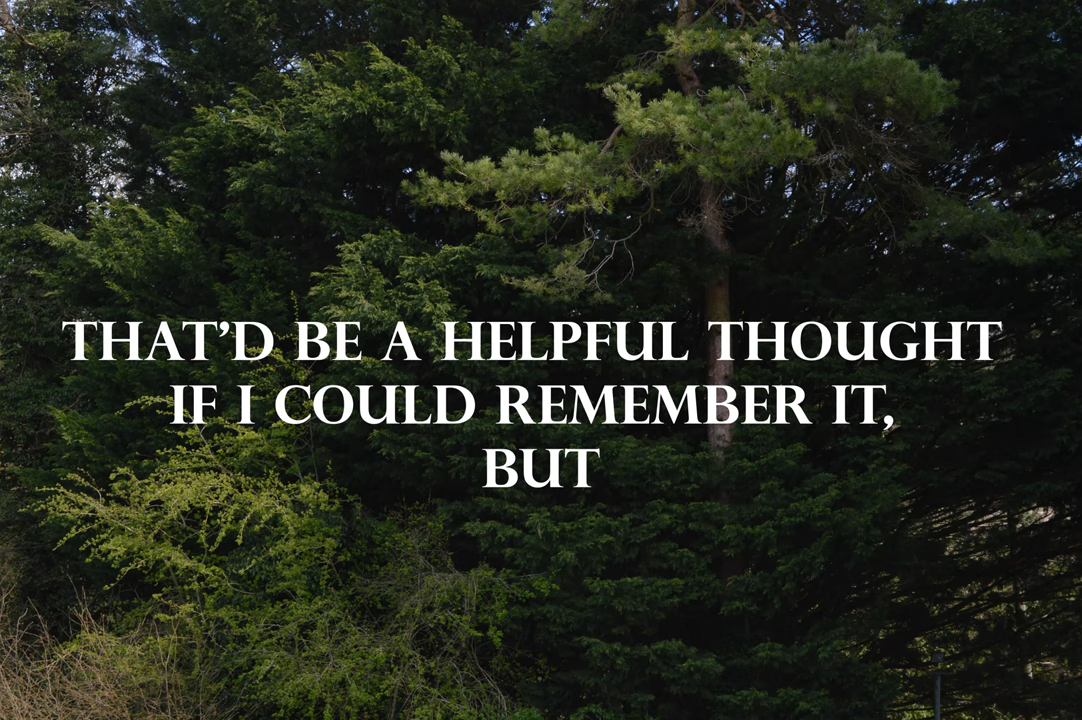 THAT’D BE A HELPFUL THOUGHT
IF I COULD REMEMBER IT,
BUT